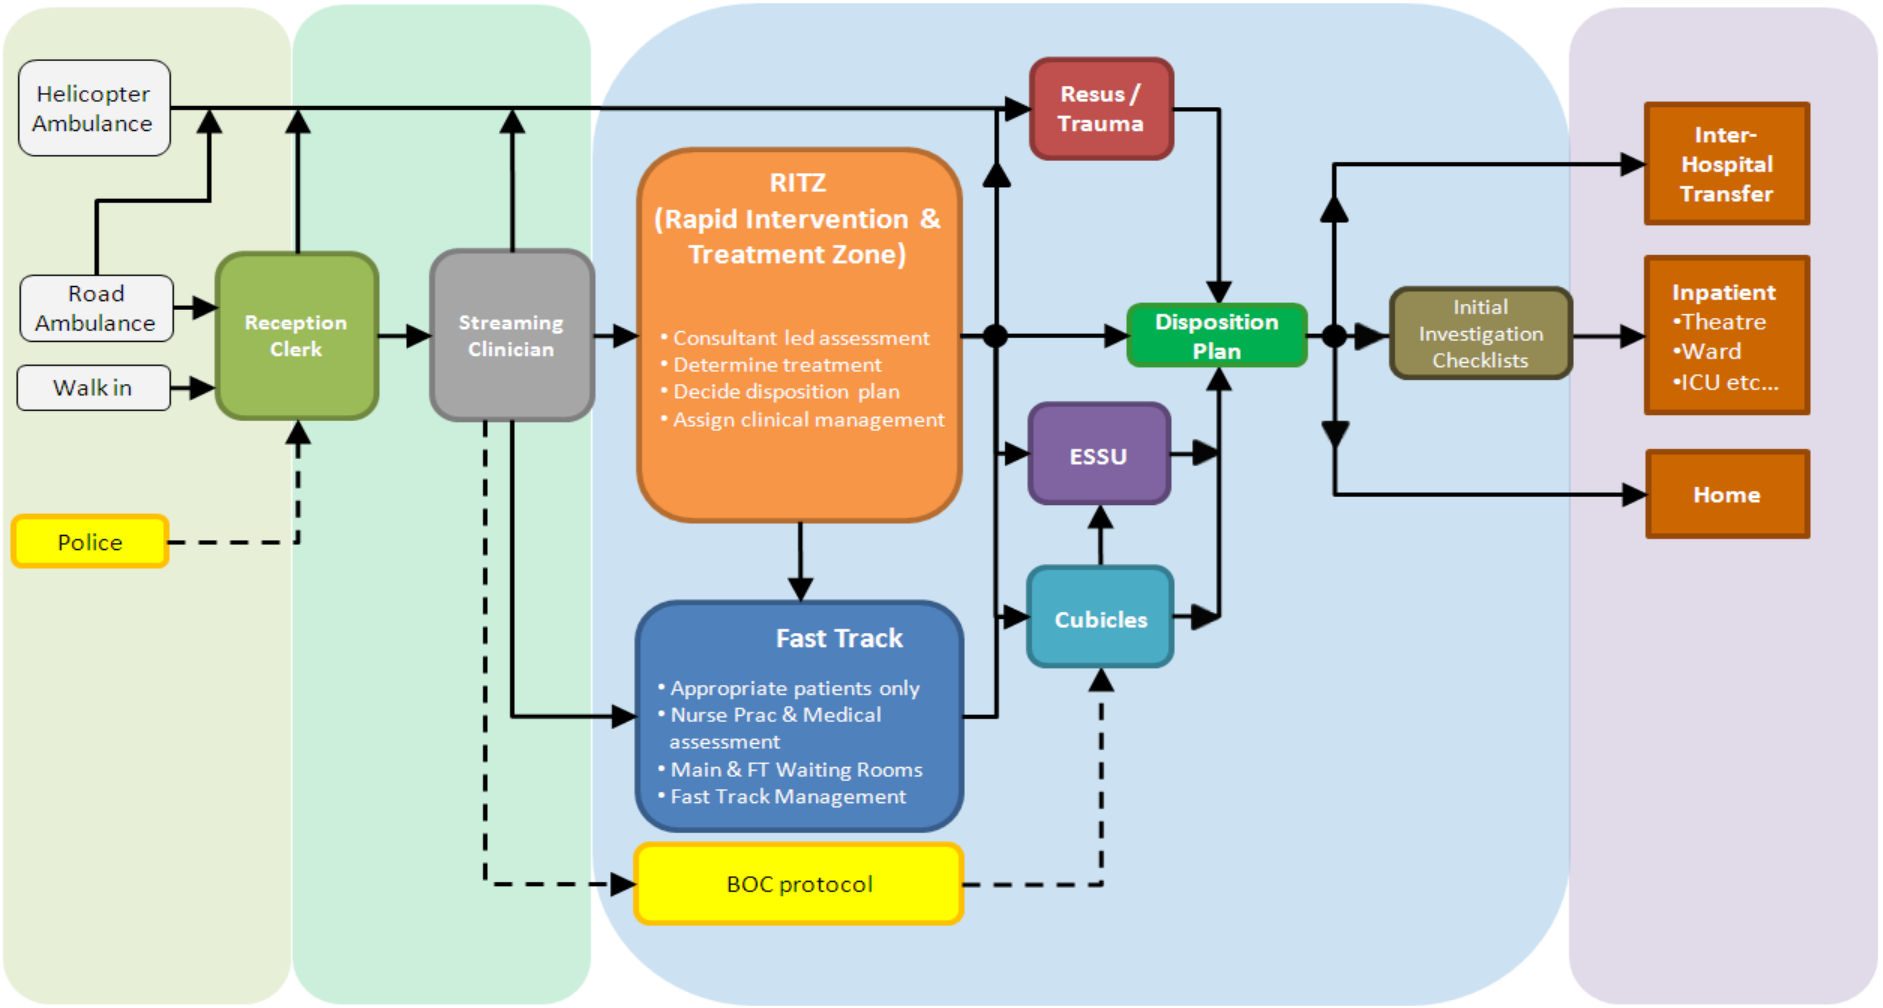 Helicopter
Ambulance
Road
Ambulance
Walk in
Police
Reception
Clerk
Streaming
Clinician
RITZ
(Rapid Intervention &
Treatment Zone)
• Consultant led assessment
• Determine treatment
• Decide disposition plan
• Assign clinical management
Fast Track
• Appropriate patients only
• Nurse Prac & Medical
assessment
• Main & FT Waiting Rooms
• Fast Track Management
BOC protocol
Resus /
Trauma
Disposition
Plan
ESSU
Cubicles
Initial
Investigation
Checklists
Inter-
Hospital
Transfer
Inpatient
•Theatre
•Ward
•ICU etc...
Home